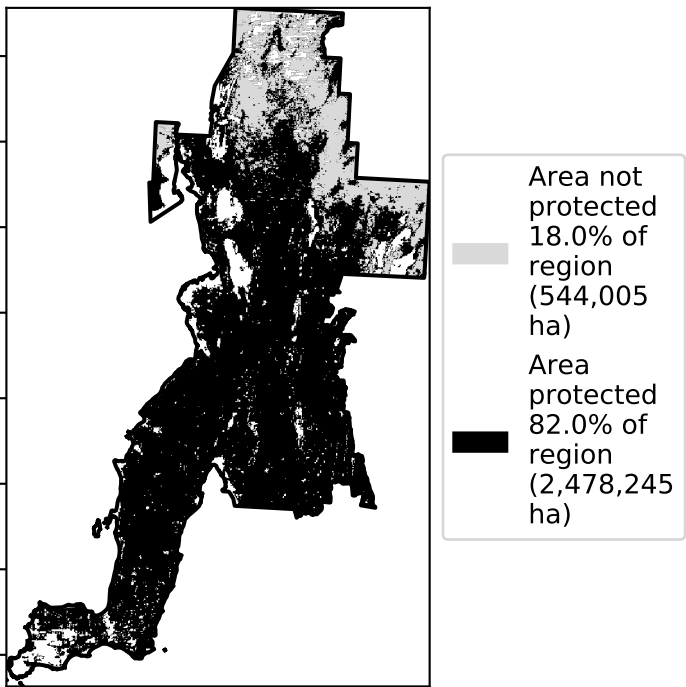 Area not
protected
18.0% of
region
(544,005
ha)
Area
protected
82.0% of
region
(2,478,245
ha)